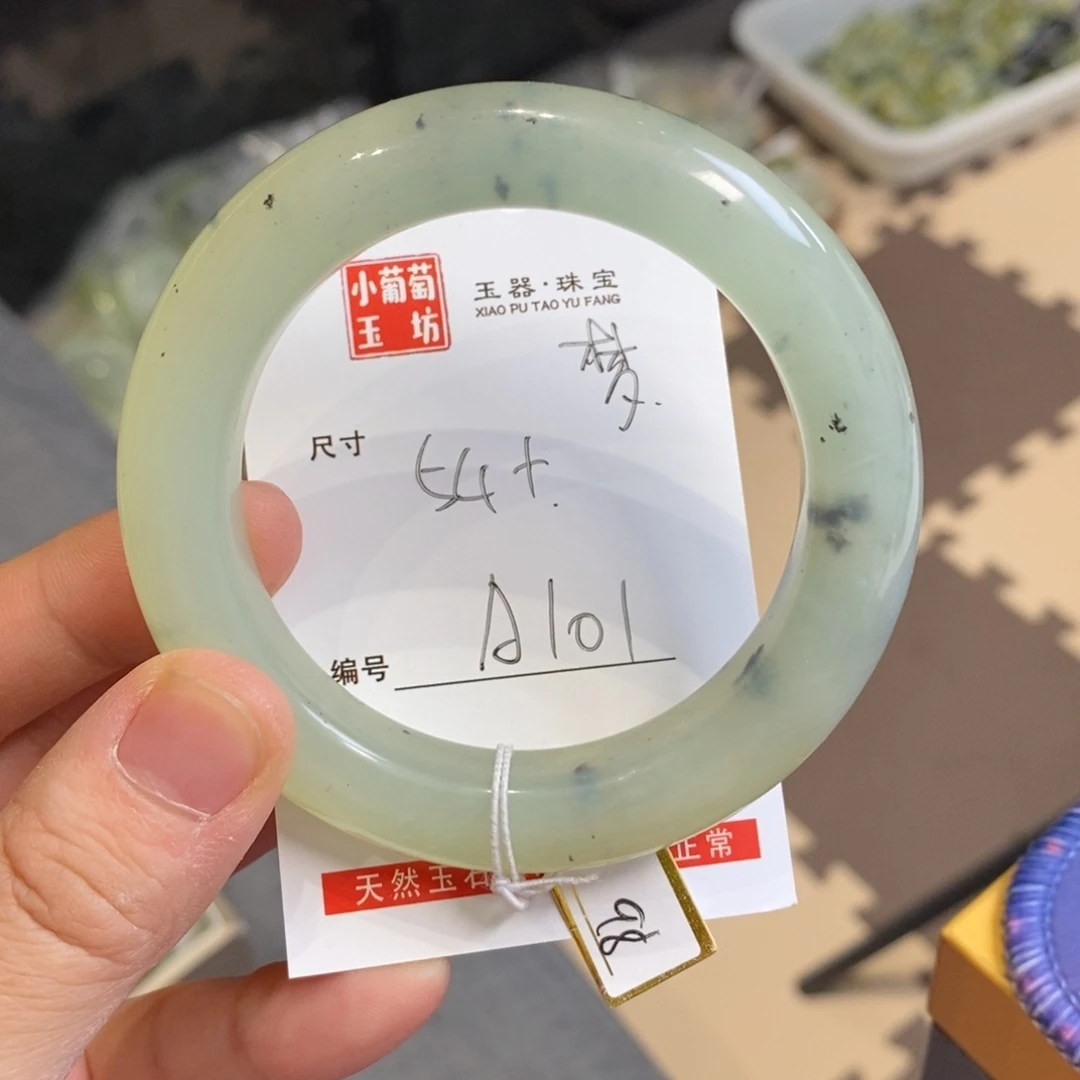 小葡萄
玉坊
玉器·珠宝
XIAO PU TAO YU FANG
梦.
尺寸
54+.
编号 A101
天然玉石
正常
98